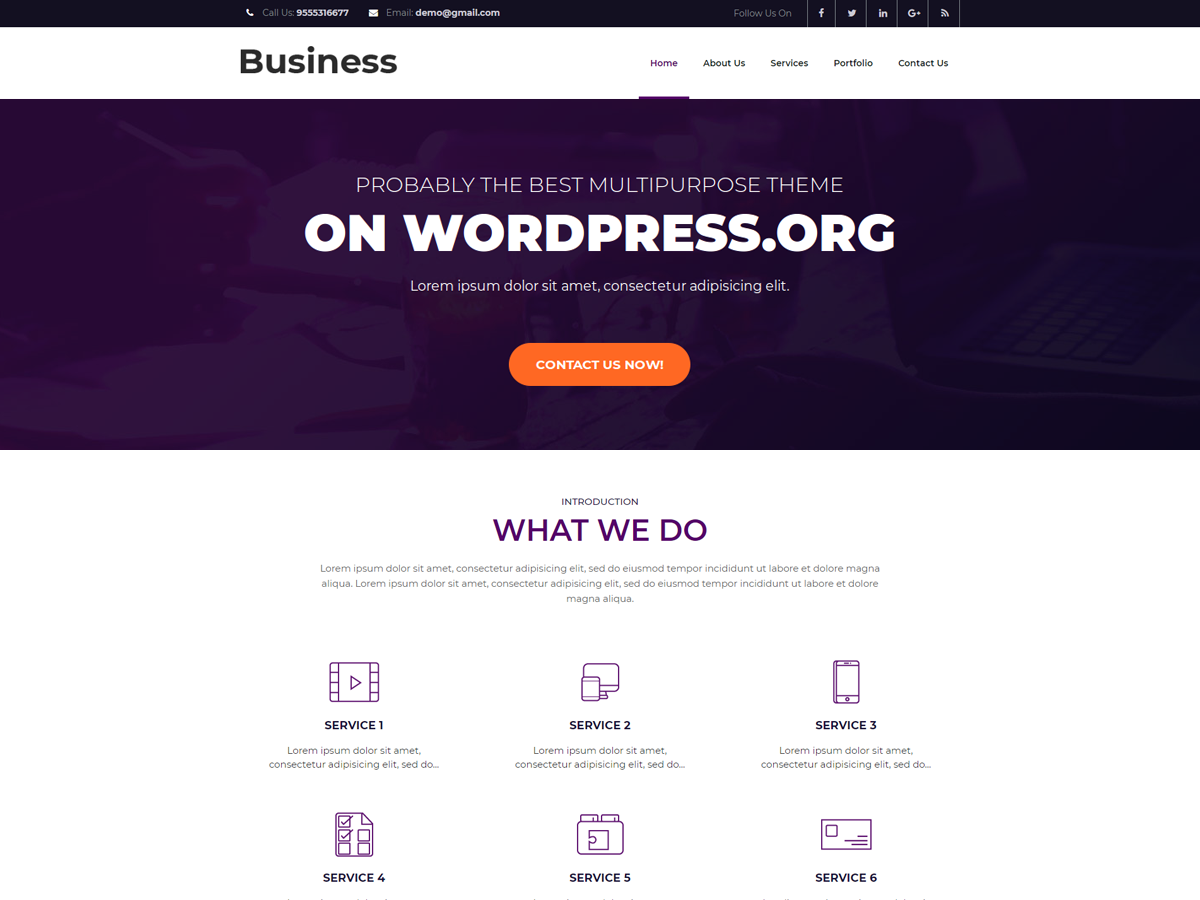 Call Us: 9555316677 Email: demo@gmail.com Follow Us On
Business
Home About Us Services Portfolio Contact Us
PROBABLY THE BEST MULTIPURPOSE THEME
ON WORDPRESS.ORG
Lorem ipsum dolor sit amet, consectetur adipisicing elit.
CONTACT US NOW!
INTRODUCTION
WHAT WE DO
Lorem ipsum dolor sit amet, consectetur adipisicing elit, sed do eiusmod tempor incididunt ut labore et dolore magna
aliqua. Lorem ipsum dolor sit amet, consectetur adipisicing elit, sed do eiusmod tempor incididunt ut labore et dolore
magna aliqua.
SERVICE 1
Lorem ipsum dolor sit amet,
consectetur adipisicing elit, sed do...
SERVICE 2
Lorem ipsum dolor sit amet,
consectetur adipisicing elit, sed do...
SERVICE 3
Lorem ipsum dolor sit amet,
consectetur adipisicing elit, sed do...
SERVICE 4
SERVICE 5
SERVICE 6